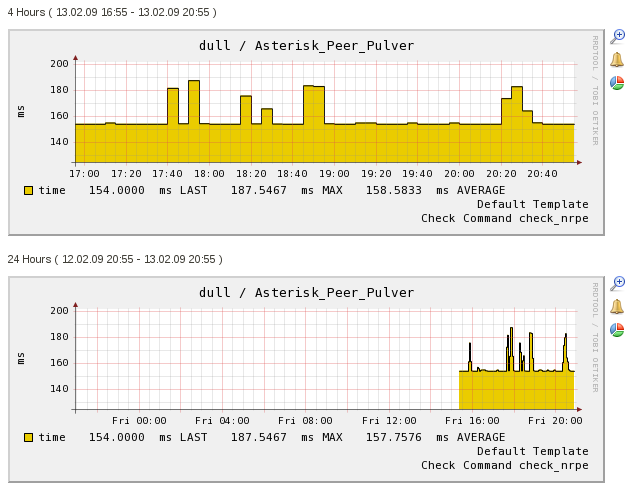 4 Hours ( 13.02.09 16:55 - 13.02.09 20:55 )
dull / Asterisk_Peer_Pulver
RRDTOOL / TOBI OETIKER
ms
200
180
160
140
17:00 17:20 17:40 18:00 18:20 18:40 19:00 19:20 19:40 20:00 20:20 20:40
time 154.0000 ms LAST 187.5467 ms MAX 158.5833 ms AVERAGE
Default Template
Check Command check_nrpe
24 Hours ( 12.02.09 20:55 - 13.02.09 20:55 )
dull / Asterisk_Peer_Pulver
RRDTOOL / TOBI OETIKER
ms
200
180
160
140
Fri 00:00 Fri 04:00 Fri 08:00 Fri 12:00 Fri 16:00 Fri 20:00
time 154.0000 ms LAST 187.5467 ms MAX 157.7576 ms AVERAGE
Default Template
Check Command check_nrpe